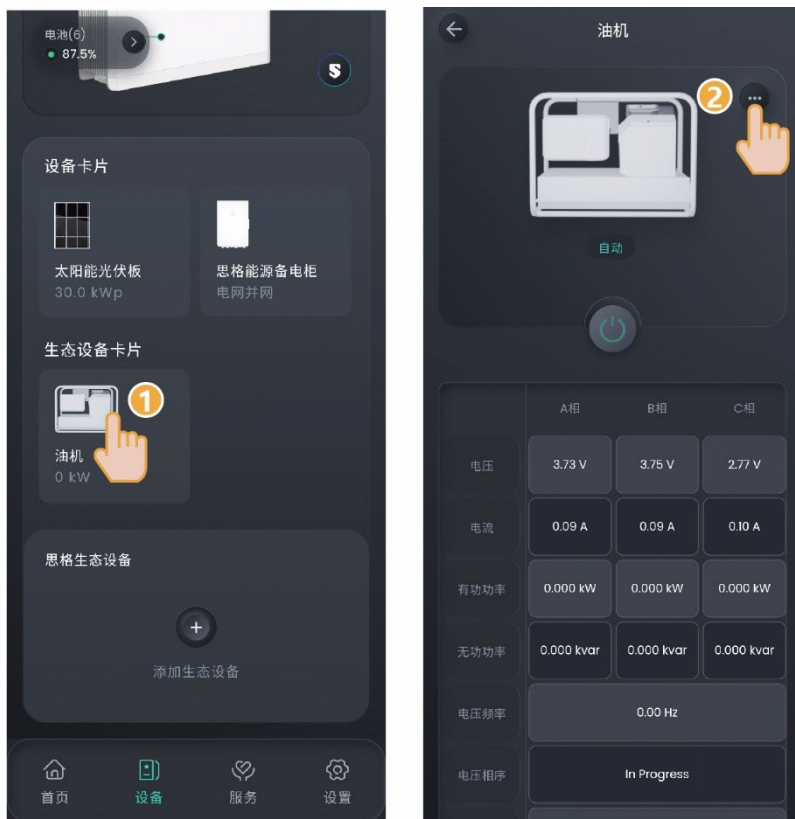 电池(6)
87.5%
设备卡片
太阳能光伏板
30.0 kWp
思格能源备电柜
电网并网
生态设备卡片
1
油机
0 kW
思格生态设备
+
添加生态设备
首页
设备
服务
设置
油机
2
自动
A相 B相 C相
电压 3.73 V 3.75 V 2.77 V
电流 0.09 A 0.09 A 0.10 A
有功功率 0.000 kW 0.000 kW 0.000 kW
无功功率 0.000 kvar 0.000 kvar 0.000 kvar
电压频率 0.00 Hz
电压相序 In Progress